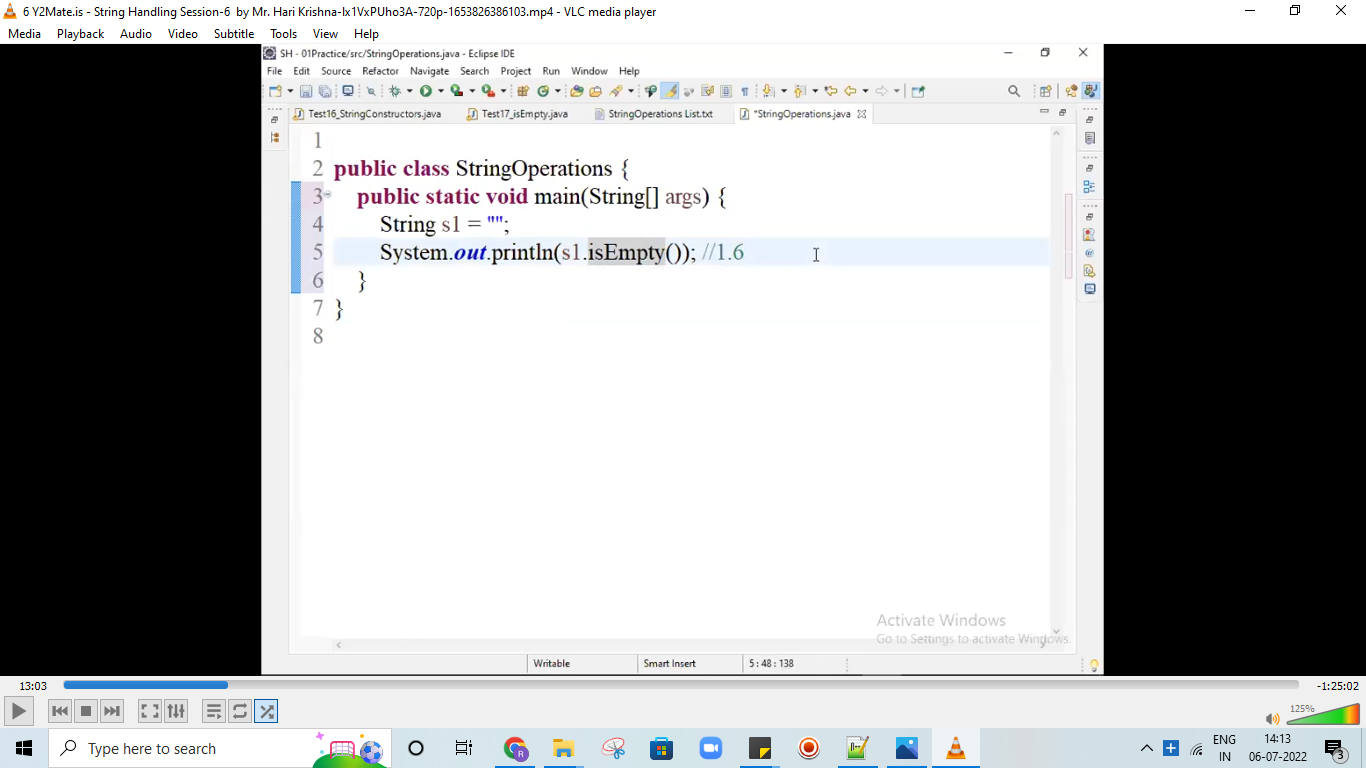 6 Y2Mate.is - String Handling Session-6  by Mr. Hari Krishna-Ix1VxPUho3A-720p-1653826386103.mp4 - VLC media player
Media Playback Audio Video Subtitle Tools View Help
SH - 01Practice/src/StringOperations.java - Eclipse IDE
File Edit Source Refactor Navigate Search Project Run Window Help
Test16_StringConstructors.java Test17_isEmpty.java StringOperations List.txt *StringOperations.java
1
2 public class StringOperations {
3 public static void main(String[] args) {
4 String s1 = "";
5 System.out.println(s1.isEmpty()); //1.6
6 }
7 }
8
Activate Windows
Go to Settings to activate Windows.
Writable Smart Insert 5 : 48 : 138
13:03 -1:25:02
125%
Type here to search
ENG 14:13
IN 06-07-2022 3